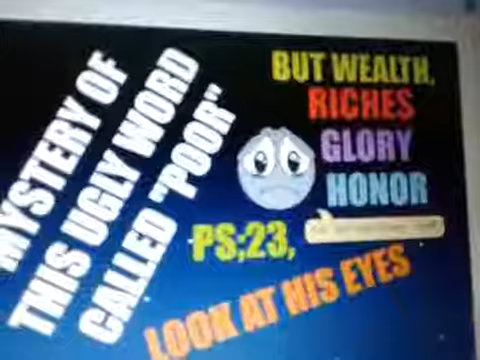 MYSTERY OF
THIS UGLY WORD
CALLED "POOR"
BUT WEALTH,
RICHES
GLORY
HONOR
PS;23,
LOOK AT HIS EYES